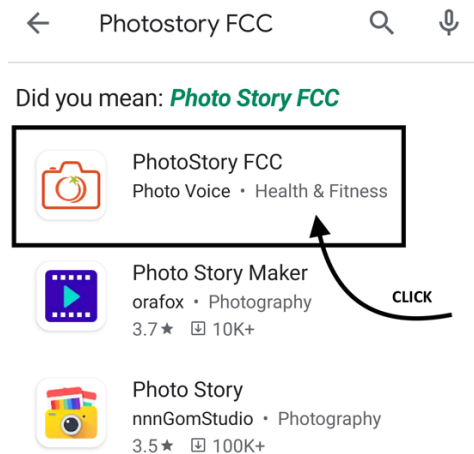 Photostory FCC
Did you mean: Photo Story FCC
PhotoStory FCC
Photo Voice • Health & Fitness
Photo Story Maker
orafox • Photography
3.7★ 10K+
CLICK
Photo Story
nnnGomStudio • Photography
3.5★ 100K+